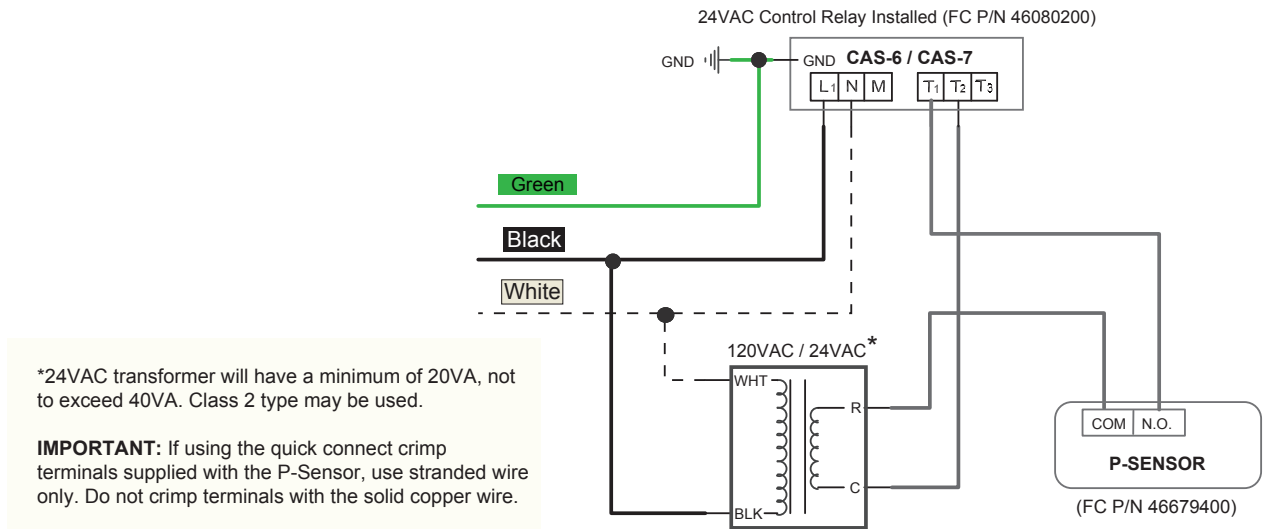 24VAC Control Relay Installed (FC P/N 46080200)
GND
GND CAS-6 / CAS-7
L1 N M T1 T2 T3
Green
Black
White
120VAC / 24VAC*
WHT
R
C
BLK
COM N.O.
P-SENSOR
(FC P/N 46679400)
*24VAC transformer will have a minimum of 20VA, not
to exceed 40VA. Class 2 type may be used.
IMPORTANT: If using the quick connect crimp
terminals supplied with the P-Sensor, use stranded wire
only. Do not crimp terminals with the solid copper wire.